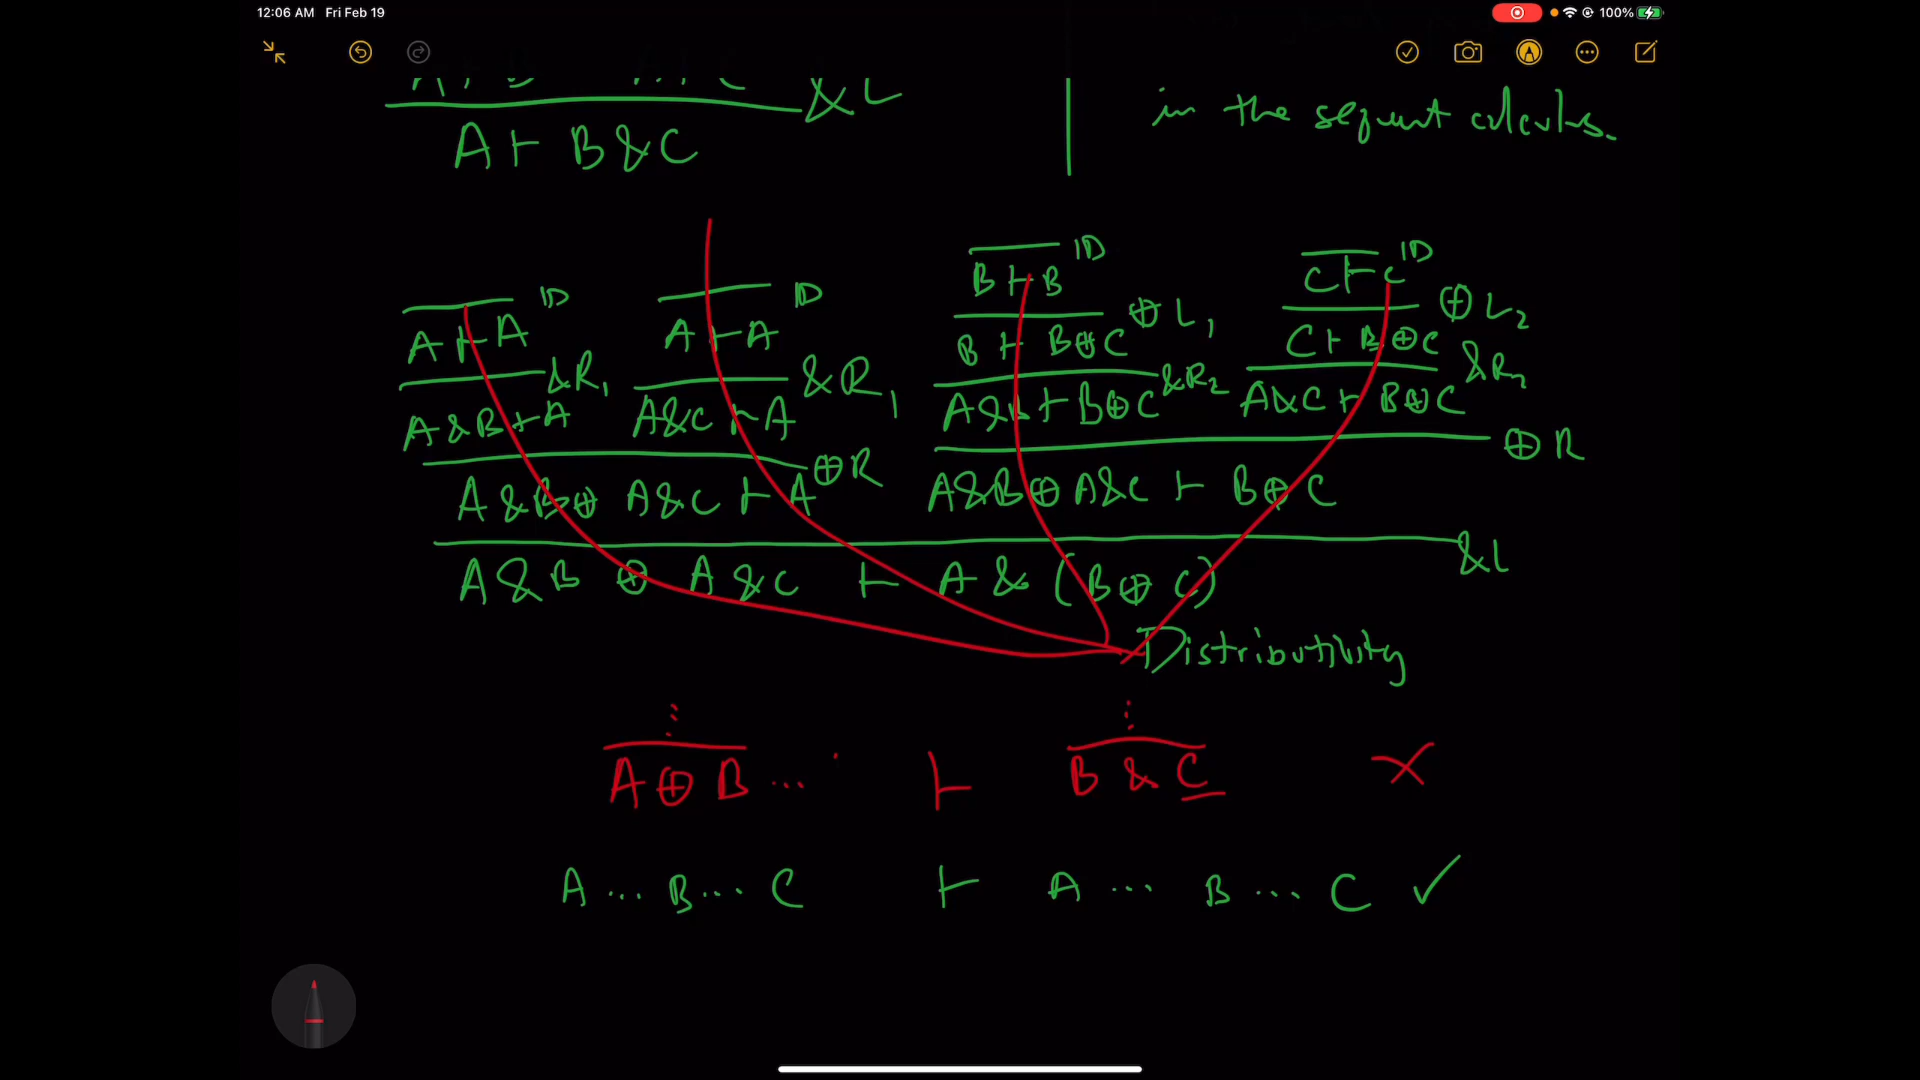 12:06 AM Fri Feb 19 100%
&L
A ⊢ B & C
in the sequent calculus.
B ⊢ B ID C ⊢ C ID
A ⊢ A ID A ⊢ A ID B ⊢ B ⊕ C ⊕ L₁ C ⊢ B ⊕ C ⊕ L₂
A & B ⊢ A & R₁ A & C ⊢ A & R₁ A & B ⊢ B ⊕ C & R₂ A & C ⊢ B ⊕ C & R₂
A & B ⊕ A & C ⊢ A ⊕ R A & B ⊕ A & C ⊢ B ⊕ C ⊕ R
A & B ⊕ A & C ⊢ A & (B ⊕ C) & L
Distributivity
A ⊕ B ... ⊢ B & C ✗
A ... B ... C ⊢ A ... B ... C ✓